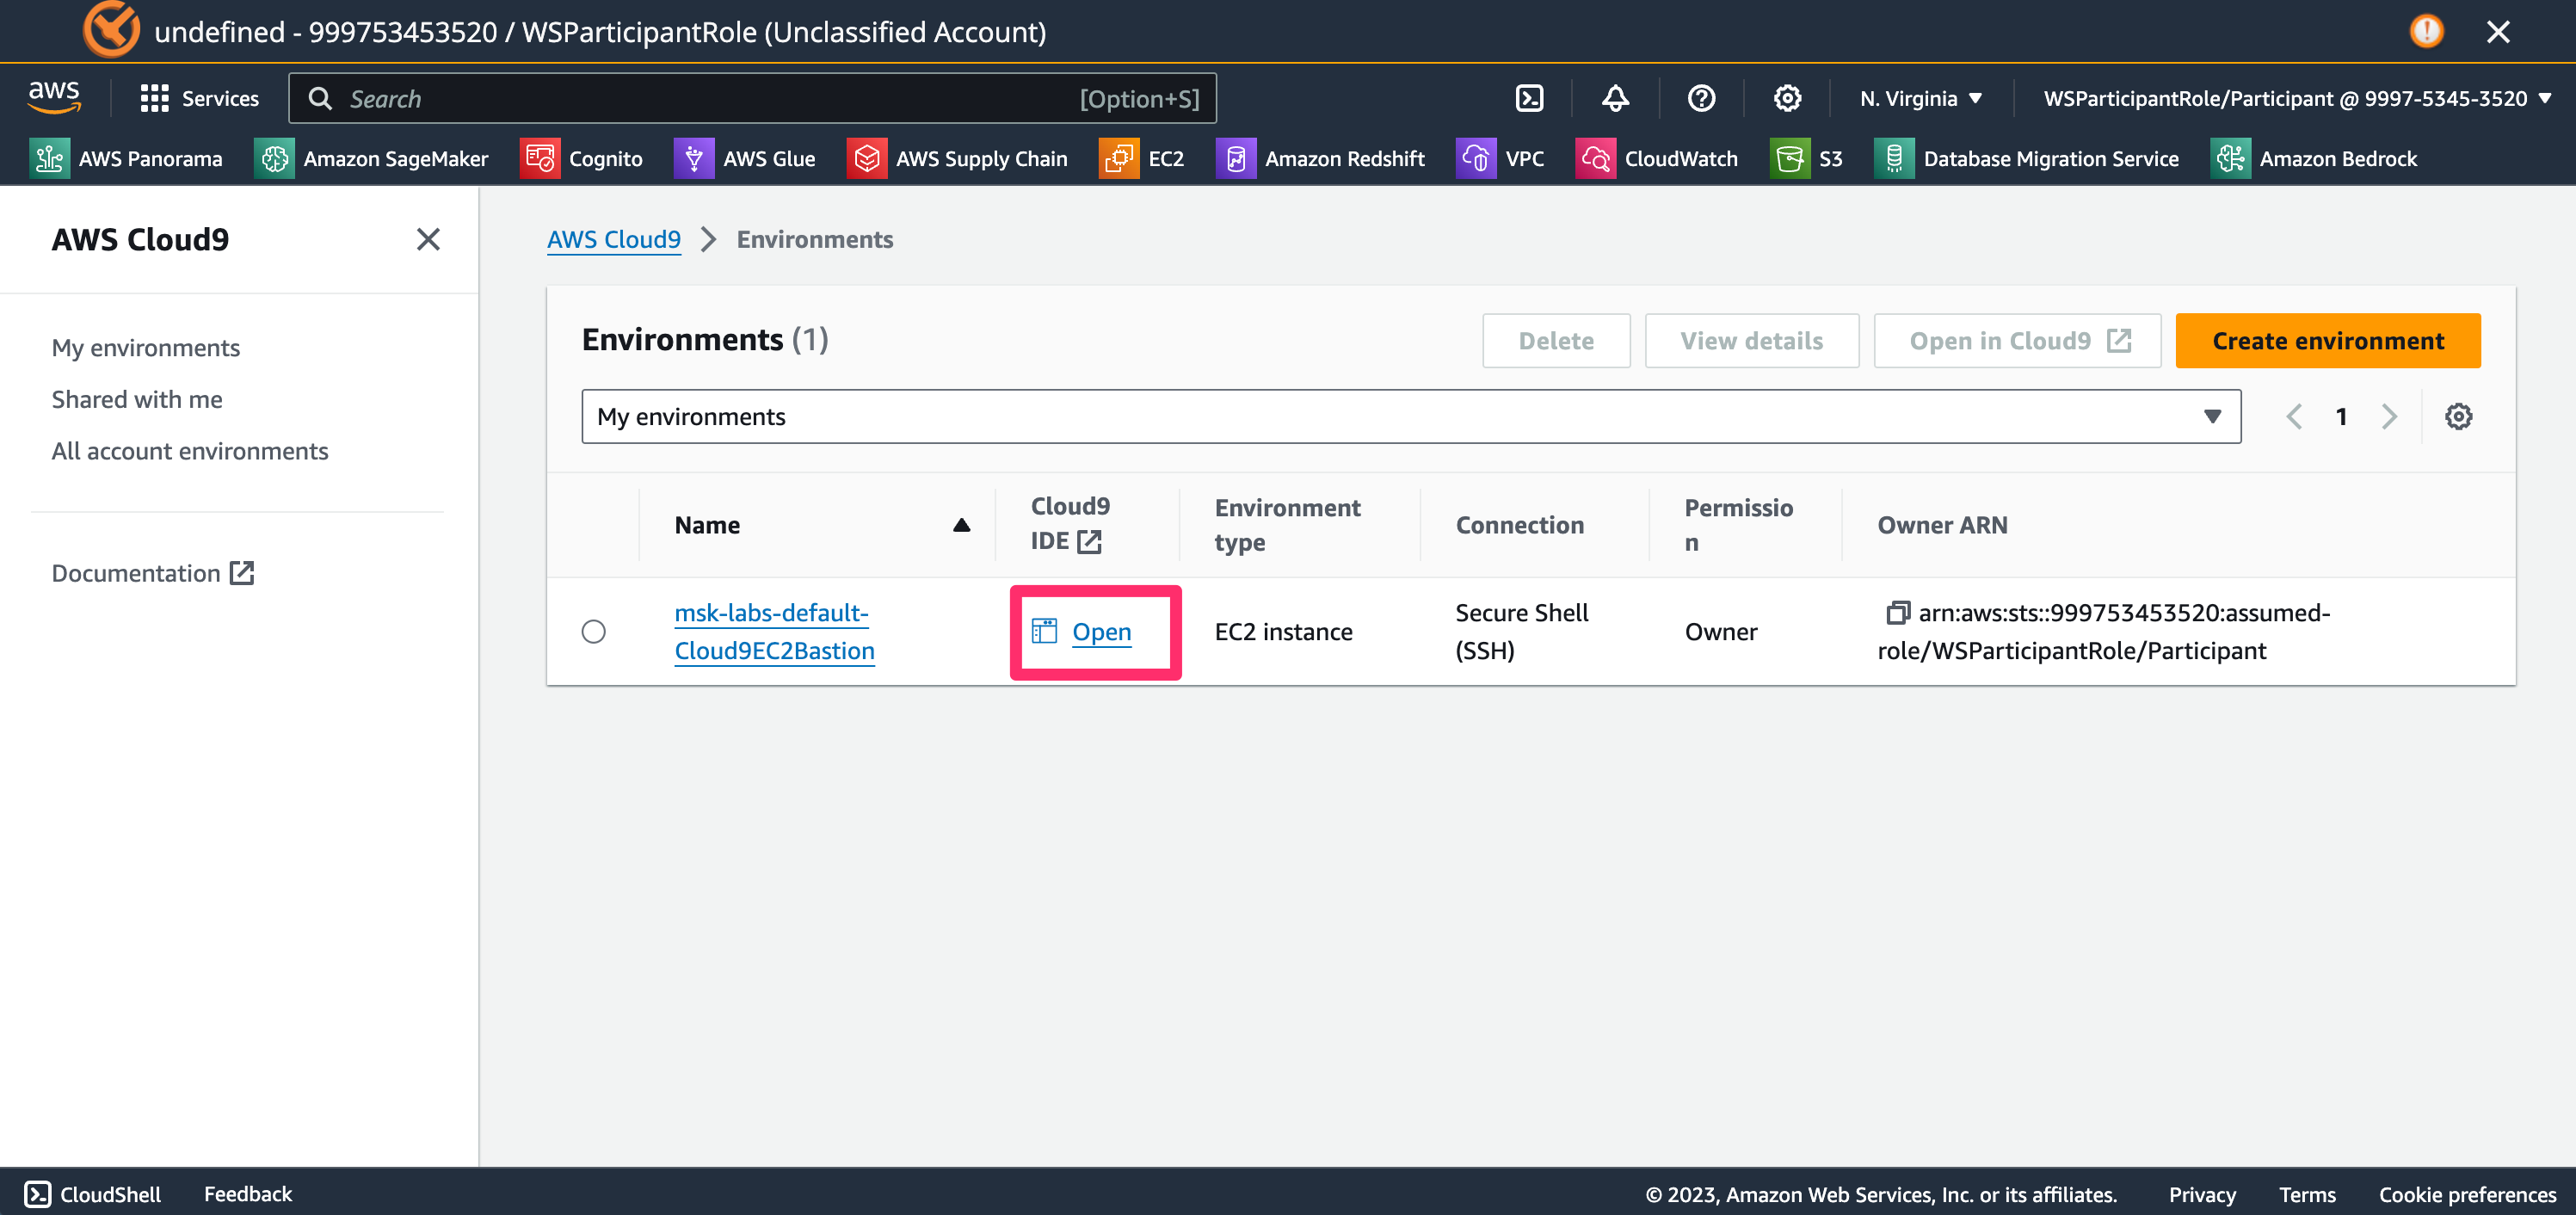 undefined - 999753453520 / WSParticipantRole (Unclassified Account)
aws
Services
Search
[Option+S]
N. Virginia
WSParticipantRole/Participant @ 9997-5345-3520
AWS Panorama
Amazon SageMaker
Cognito
AWS Glue
AWS Supply Chain
EC2
Amazon Redshift
VPC
CloudWatch
S3
Database Migration Service
Amazon Bedrock
AWS Cloud9
My environments
Shared with me
All account environments
Documentation
AWS Cloud9
Environments
Environments (1)
Delete
View details
Open in Cloud9
Create environment
My environments
1
Name
Cloud9
IDE
Environment
type
Connection
Permissio
n
Owner ARN
msk-labs-default-
Cloud9EC2Bastion
Open
EC2 instance
Secure Shell
(SSH)
Owner
arn:aws:sts::999753453520:assumed-
role/WSParticipantRole/Participant
CloudShell
Feedback
© 2023, Amazon Web Services, Inc. or its affiliates.
Privacy
Terms
Cookie preferences